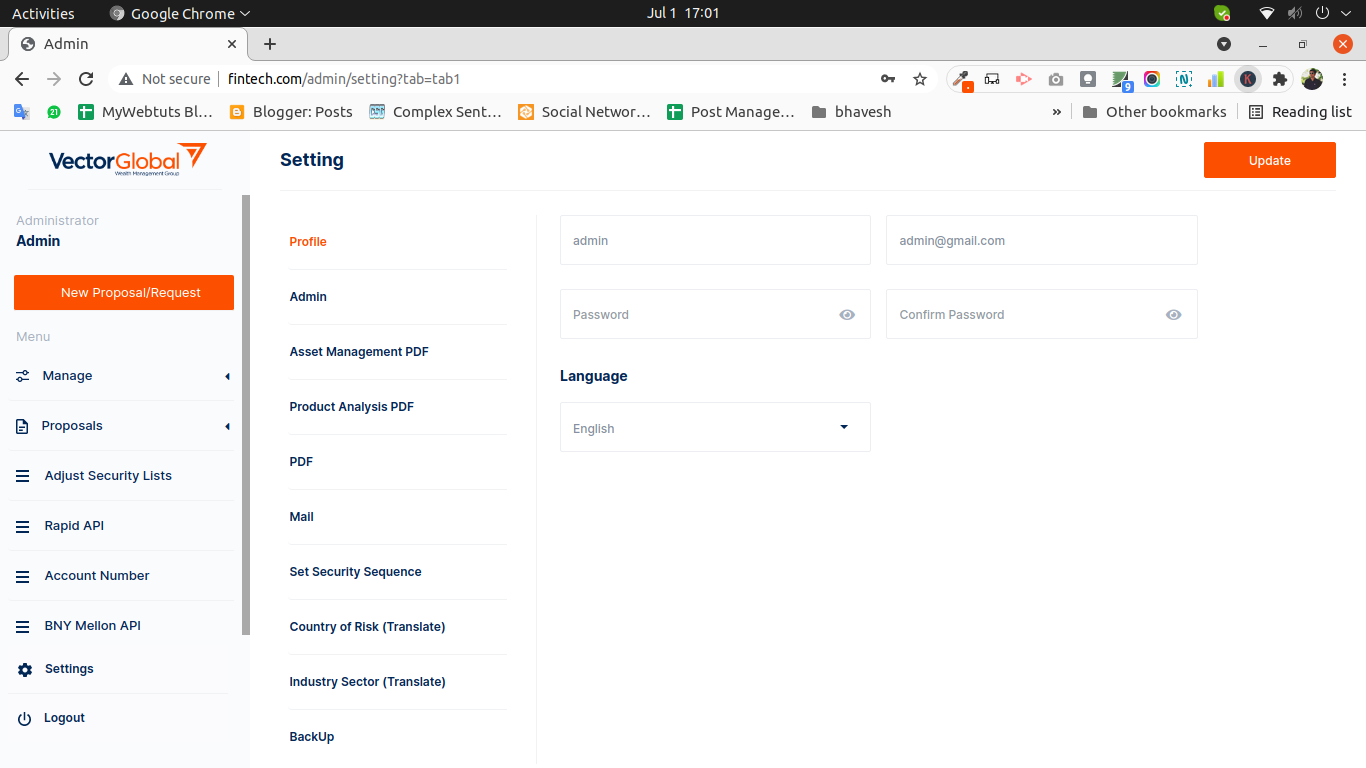 Activities Google Chrome Jul 1 17:01
Admin
Not secure fintech.com/admin/setting?tab=tab1 9 K
21 MyWebtuts Bl… Blogger: Posts Complex Sent… Social Networ… Post Manage… bhavesh » Other bookmarks Reading list
VectorGlobal
Wealth Management Group
Administrator
Admin
New Proposal/Request
Menu
Manage
Proposals
Adjust Security Lists
Rapid API
Account Number
BNY Mellon API
Settings
Logout
Setting
Update
Profile
Admin
Asset Management PDF
Product Analysis PDF
PDF
Mail
Set Security Sequence
Country of Risk (Translate)
Industry Sector (Translate)
BackUp
admin admin@gmail.com
Password Confirm Password
Language
English